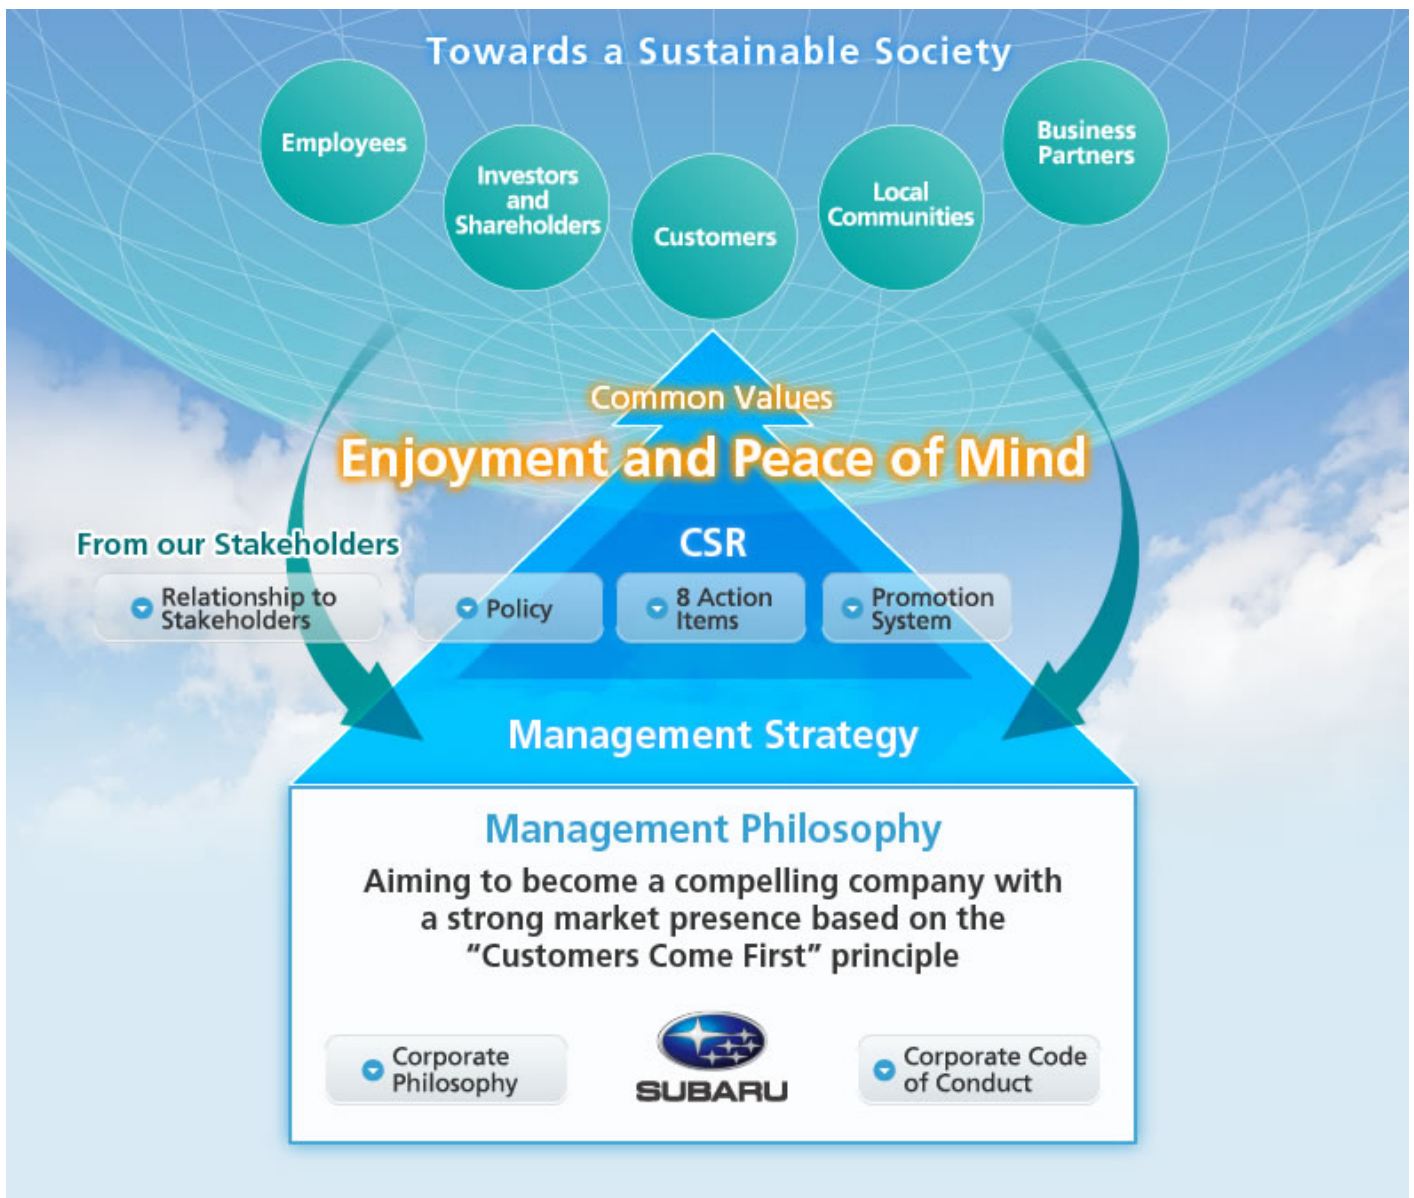 Towards a Sustainable Society
Employees
Investors
and
Shareholders
Customers
Local
Communities
Business
Partners
Common Values
Enjoyment and Peace of Mind
From our Stakeholders
CSR
Relationship to
Stakeholders
Policy
8 Action
Items
Promotion
System
Management Strategy
Management Philosophy
Aiming to become a compelling company with
a strong market presence based on the
“Customers Come First” principle
Corporate
Philosophy
SUBARU
Corporate Code
of Conduct